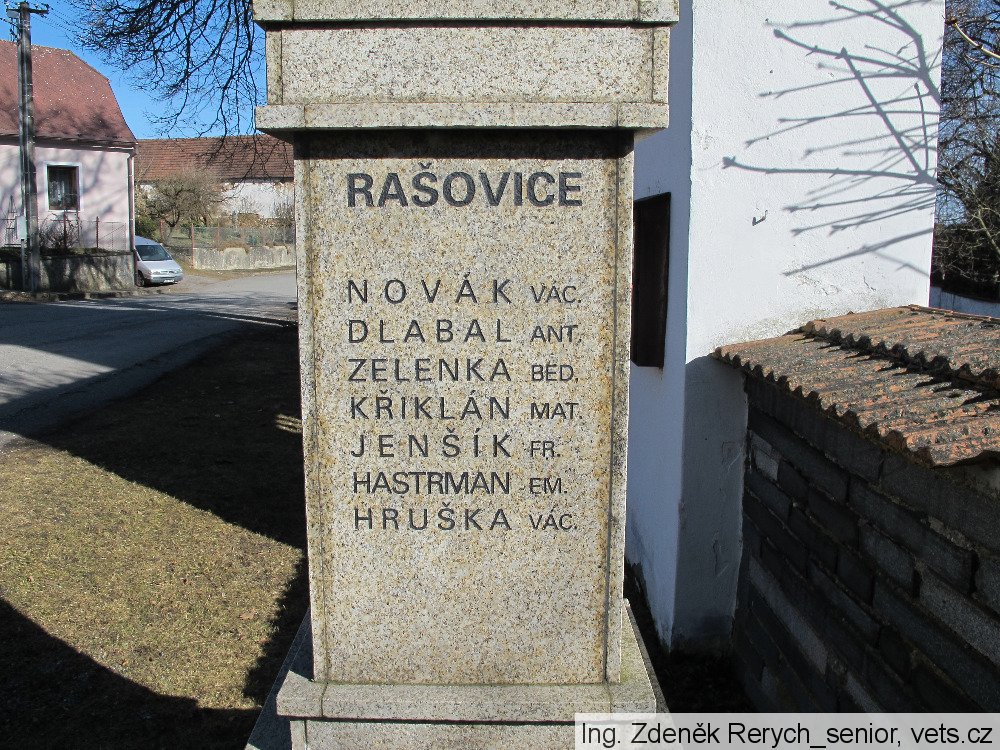 RAŠOVICE
NOVÁK VÁC.
DLABAL ANT.
ZELENKA BED.
KŘIKLÁN MAT.
JENŠÍK FR.
HASTRMAN EM.
HRUŠKA VÁC.
Ing. Zdeněk Rerych_senior, vets.cz